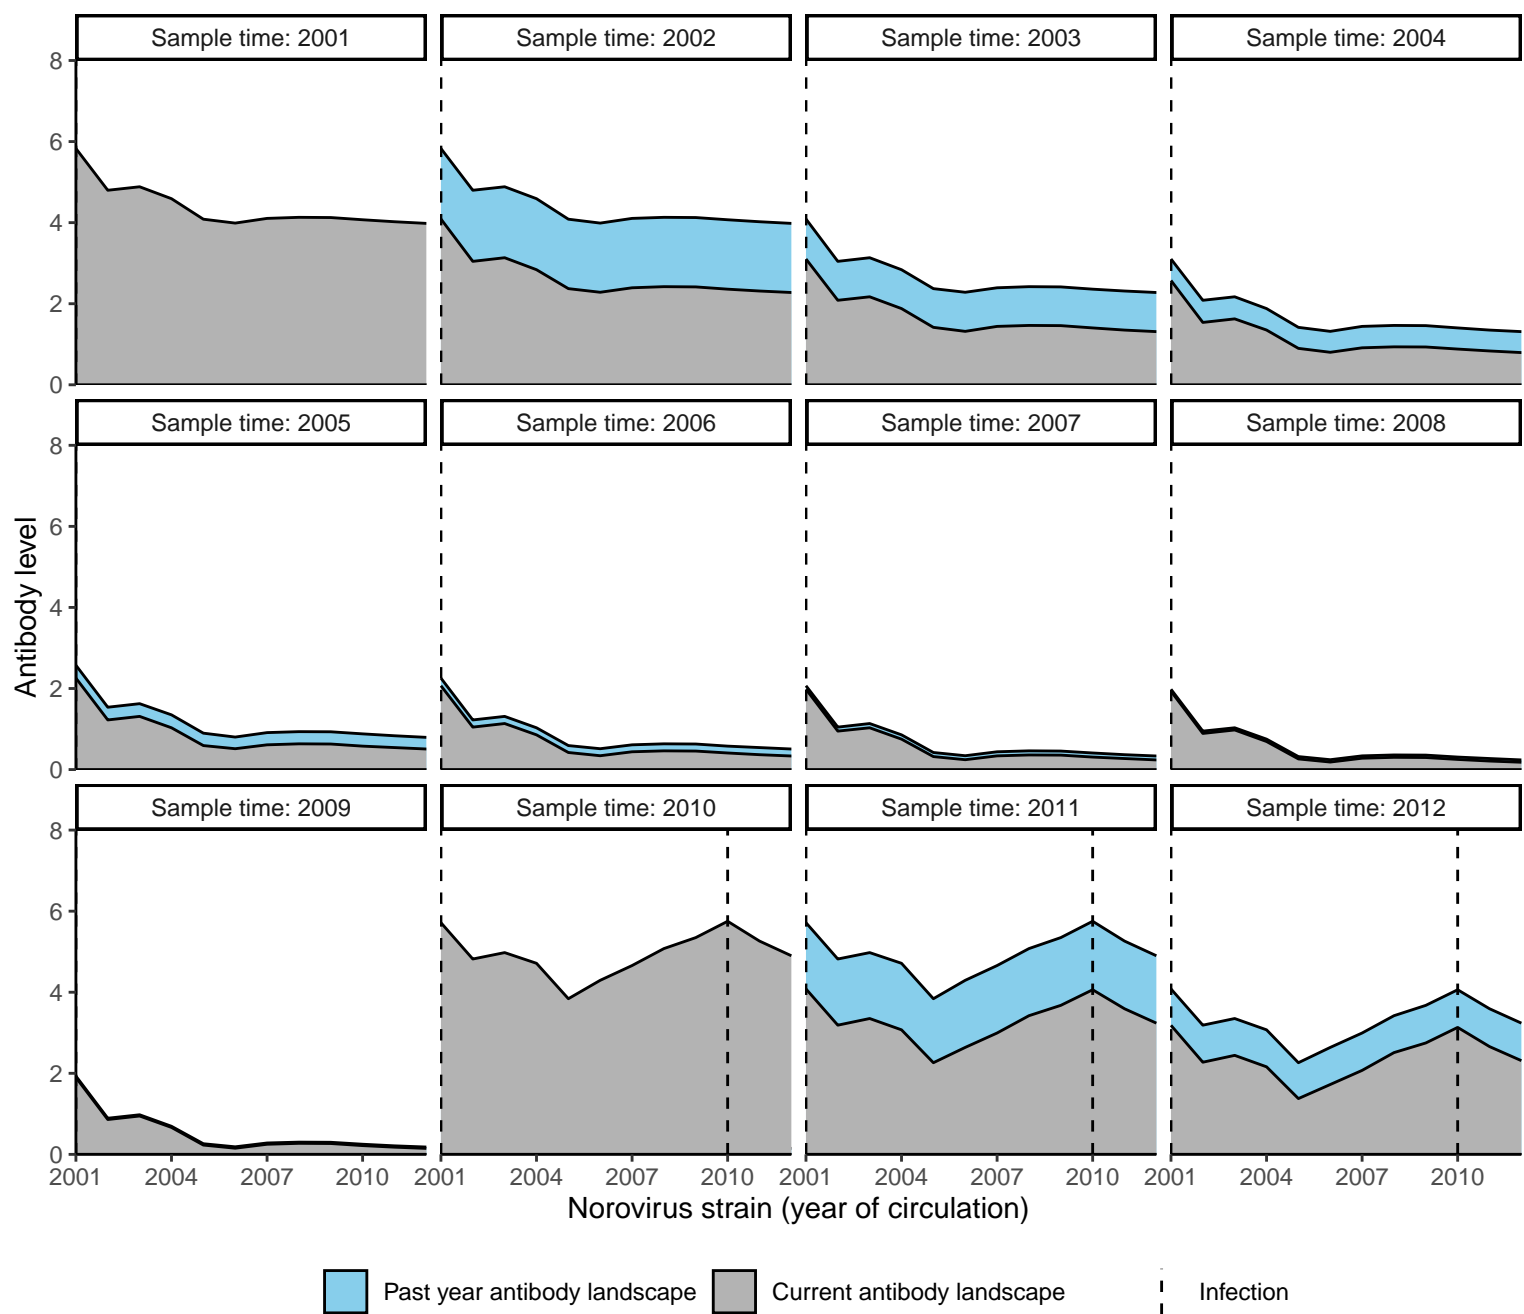 Sample time: 2001
Sample time: 2002
Sample time: 2003
Sample time: 2004
8
6
4
2
0
Sample time: 2005
Sample time: 2006
Sample time: 2007
Sample time: 2008
8
6
4
2
0
Antibody level
Sample time: 2009
Sample time: 2010
Sample time: 2011
Sample time: 2012
8
6
4
2
0
2001 2004 2007 2010
2001 2004 2007 2010
2001 2004 2007 2010
2001 2004 2007 2010
Norovirus strain (year of circulation)
Past year antibody landscape
Current antibody landscape
Infection